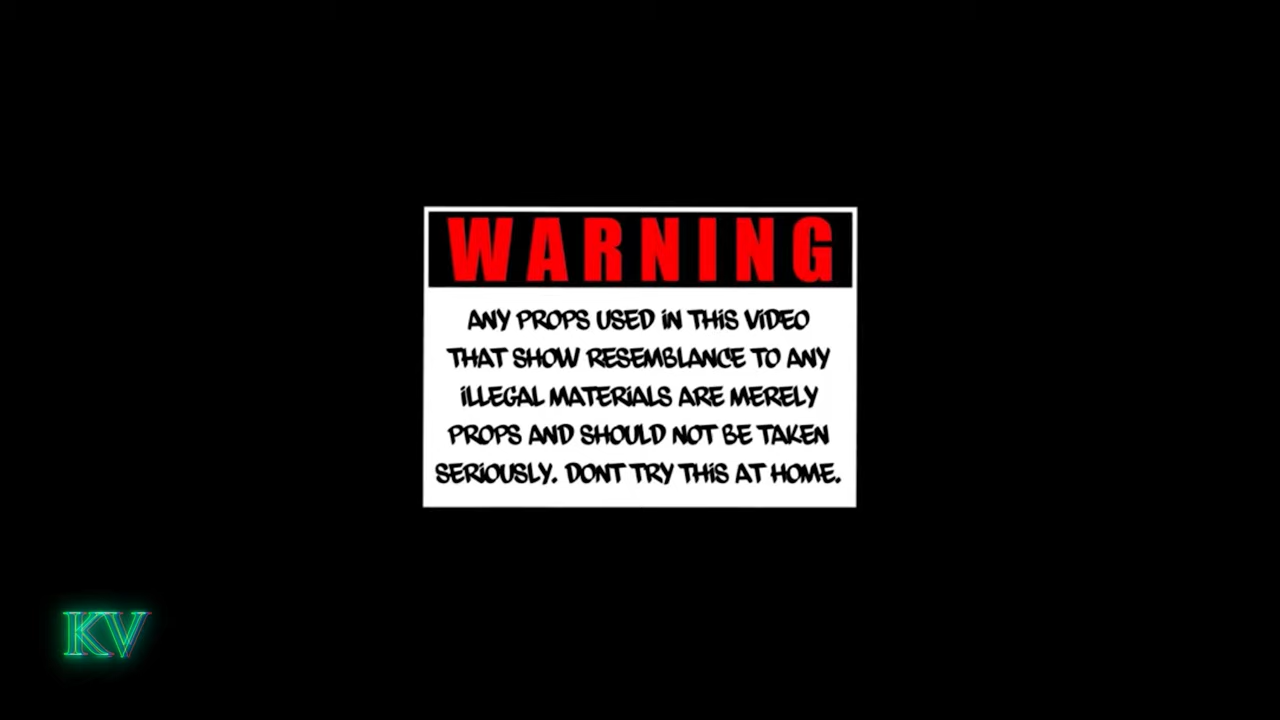 WARNING
ANY PROPS USED iN THiS ViDEO
THAT SHOW RESEMBLANCE TO ANY
iLLEGAL MATERiALS ARE MERELY
PROPS AND SHOULD NOT BE TAKEN
SERiOUSLY. DONT TRY THiS AT HOME.
KV